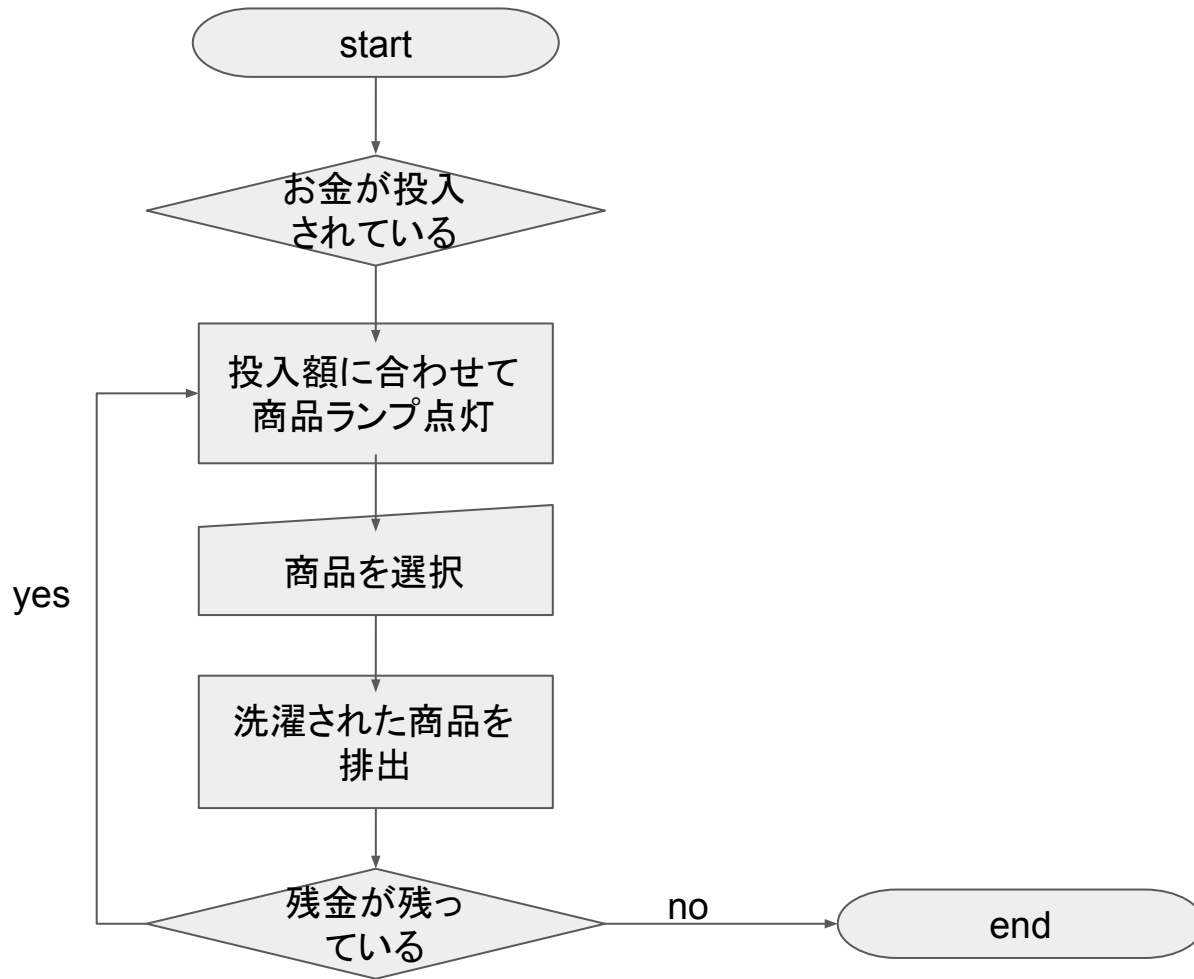 start
お金が投入
されている
投入額に合わせて
商品ランプ点灯
商品を選択
yes
洗濯された商品を
排出
残金が残っ
ている
no
end